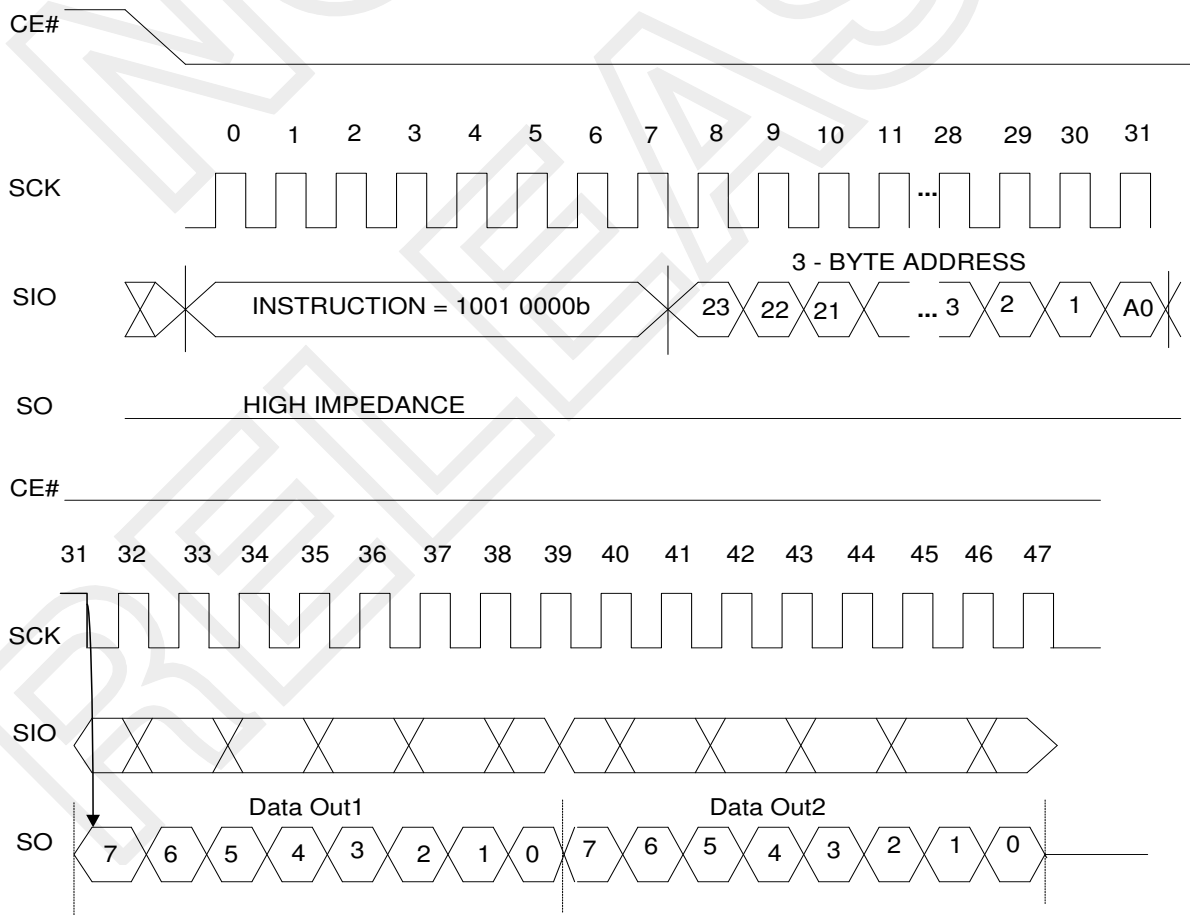 CE#
0 1 2 3 4 5 6 7 8 9 10 11 28 29 30 31
SCK ...
3 - BYTE ADDRESS
SIO INSTRUCTION = 1001 0000b 23 22 21 ... 3 2 1 A0
SO HIGH IMPEDANCE
CE#
31 32 33 34 35 36 37 38 39 40 41 42 43 44 45 46 47
SCK
SIO
Data Out1 Data Out2
SO 7 6 5 4 3 2 1 0 7 6 5 4 3 2 1 0